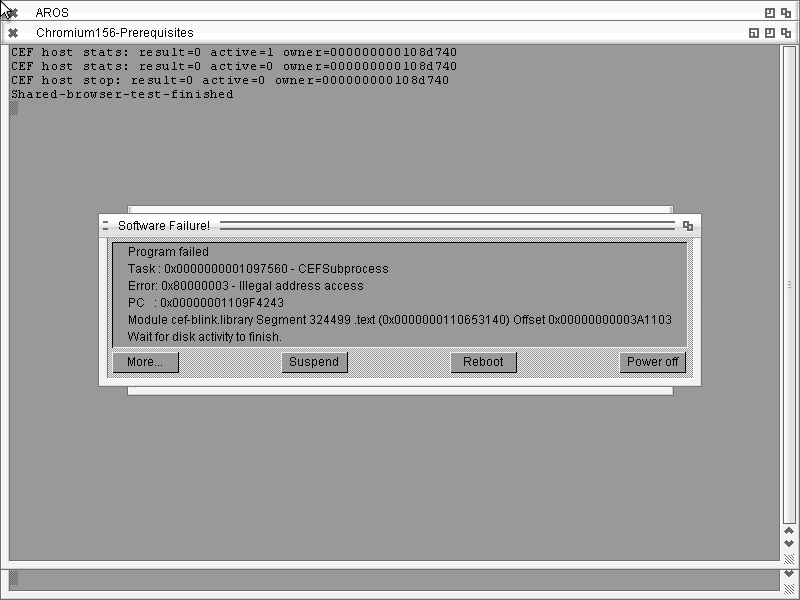 AROS
Chromium156-Prerequisites
CEF host stats: result=0 active=1 owner=000000000108d740
CEF host stats: result=0 active=0 owner=000000000108d740
CEF host stop: result=0 active=0 owner=000000000108d740
Shared-browser-test-finished
Software Failure!
Program failed
Task : 0x0000000001097560 - CEFSubprocess
Error: 0x80000003 - Illegal address access
PC : 0x00000001109F4243
Module cef-blink.library Segment 324499 .text (0x0000000110653140) Offset 0x00000000003A1103
Wait for disk activity to finish.
More... Suspend Reboot Power off